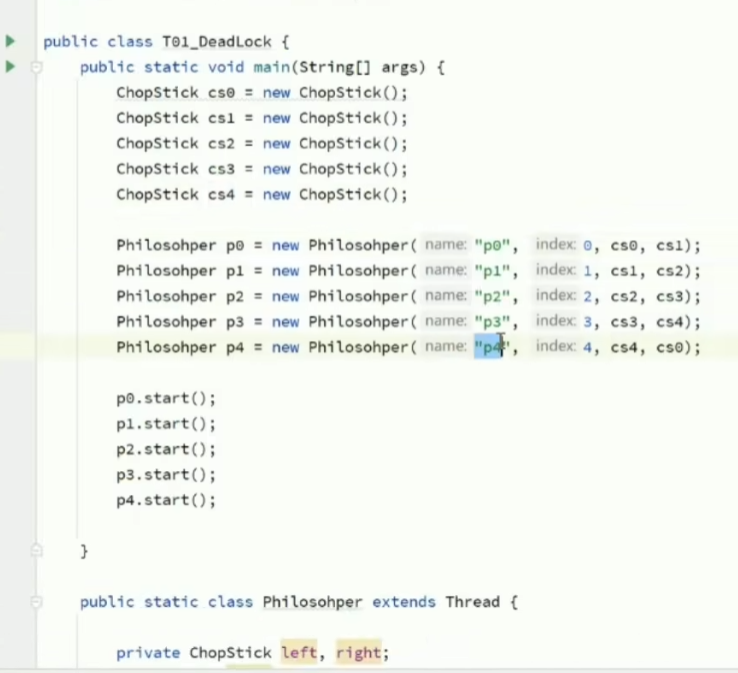 public class T01_DeadLock {
public static void main(String[] args) {
ChopStick cs0 = new ChopStick();
ChopStick cs1 = new ChopStick();
ChopStick cs2 = new ChopStick();
ChopStick cs3 = new ChopStick();
ChopStick cs4 = new ChopStick();
Philosohper p0 = new Philosohper( name: "p0", index: 0, cs0, cs1);
Philosohper p1 = new Philosohper( name: "p1", index: 1, cs1, cs2);
Philosohper p2 = new Philosohper( name: "p2", index: 2, cs2, cs3);
Philosohper p3 = new Philosohper( name: "p3", index: 3, cs3, cs4);
Philosohper p4 = new Philosohper( name: "p4", index: 4, cs4, cs0);
p0.start();
p1.start();
p2.start();
p3.start();
p4.start();
}
public static class Philosohper extends Thread {
private ChopStick left, right;